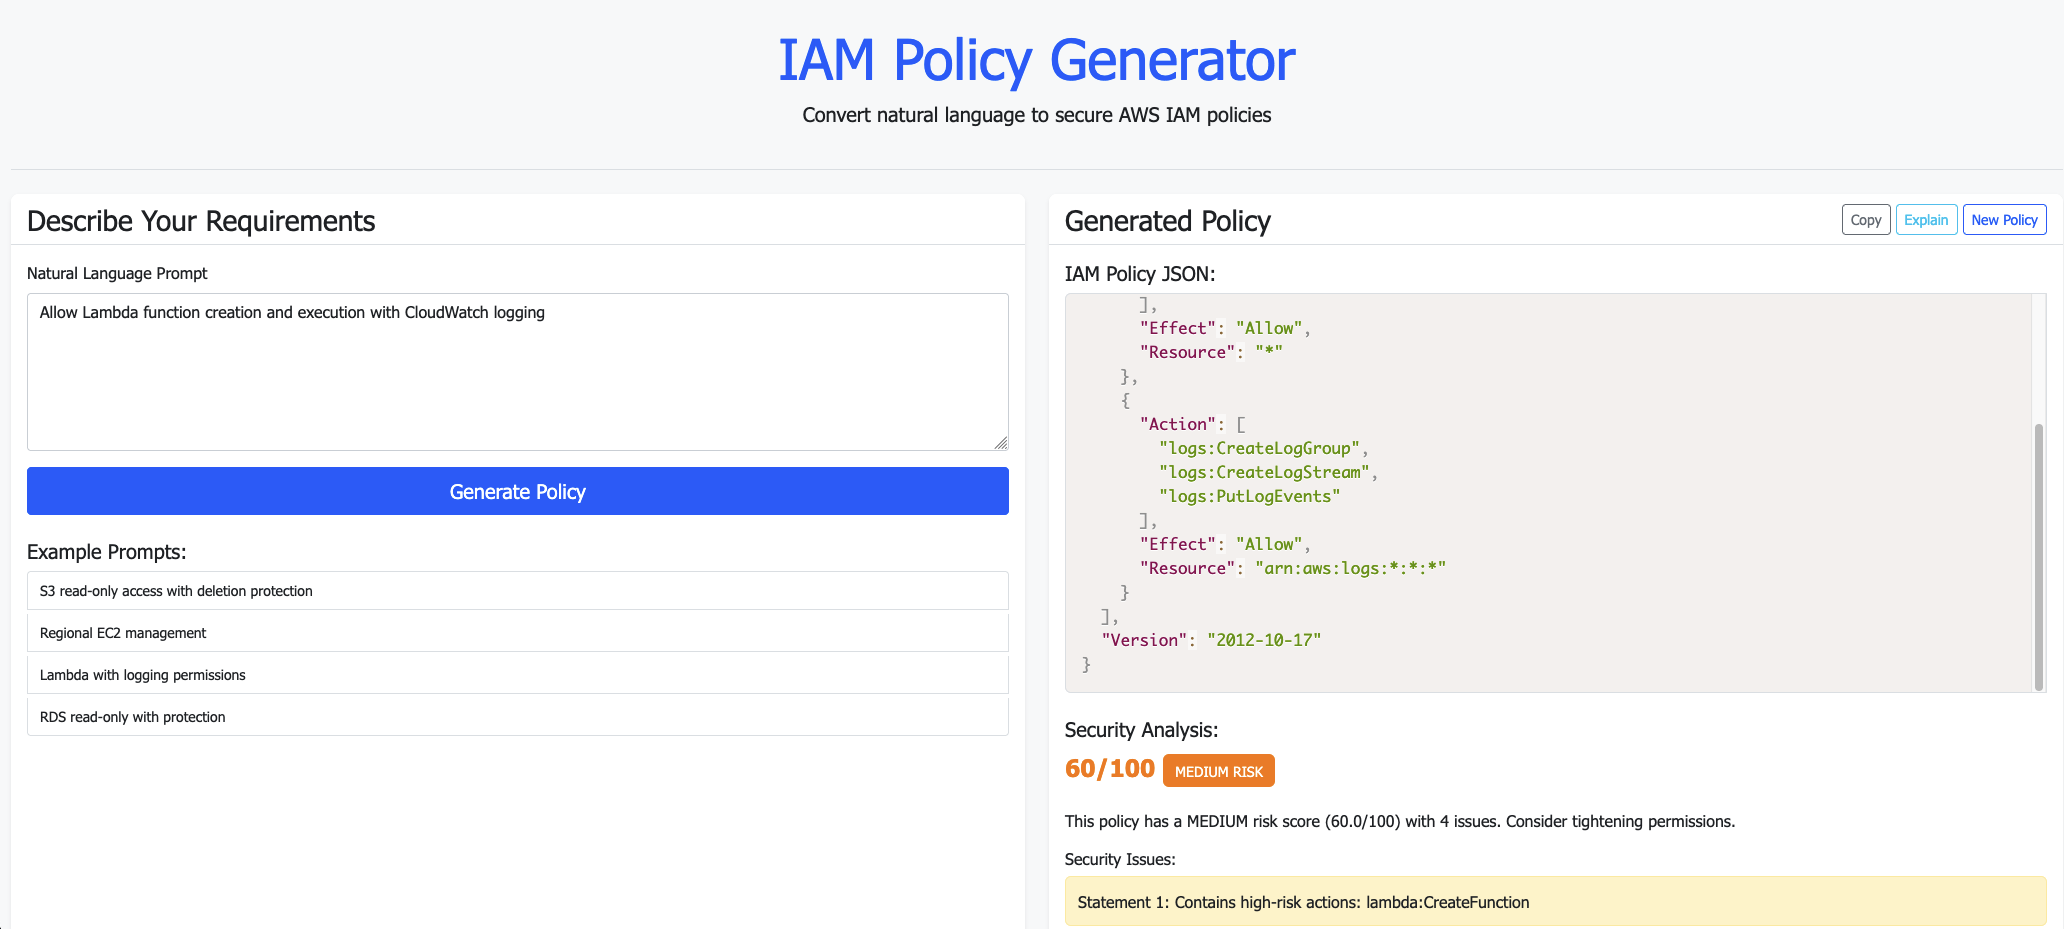 IAM Policy Generator
Convert natural language to secure AWS IAM policies
Describe Your Requirements
Natural Language Prompt
Allow Lambda function creation and execution with CloudWatch logging
Generate Policy
Example Prompts:
S3 read-only access with deletion protection
Regional EC2 management
Lambda with logging permissions
RDS read-only with protection
Generated Policy
Copy
Explain
New Policy
IAM Policy JSON:
],
"Effect": "Allow",
"Resource": "*"
},
{
"Action": [
"logs:CreateLogGroup",
"logs:CreateLogStream",
"logs:PutLogEvents"
],
"Effect": "Allow",
"Resource": "arn:aws:logs:*:*:*"
}
],
"Version": "2012-10-17"
}
Security Analysis:
60/100 MEDIUM RISK
This policy has a MEDIUM risk score (60.0/100) with 4 issues. Consider tightening permissions.
Security Issues:
Statement 1: Contains high-risk actions: lambda:CreateFunction